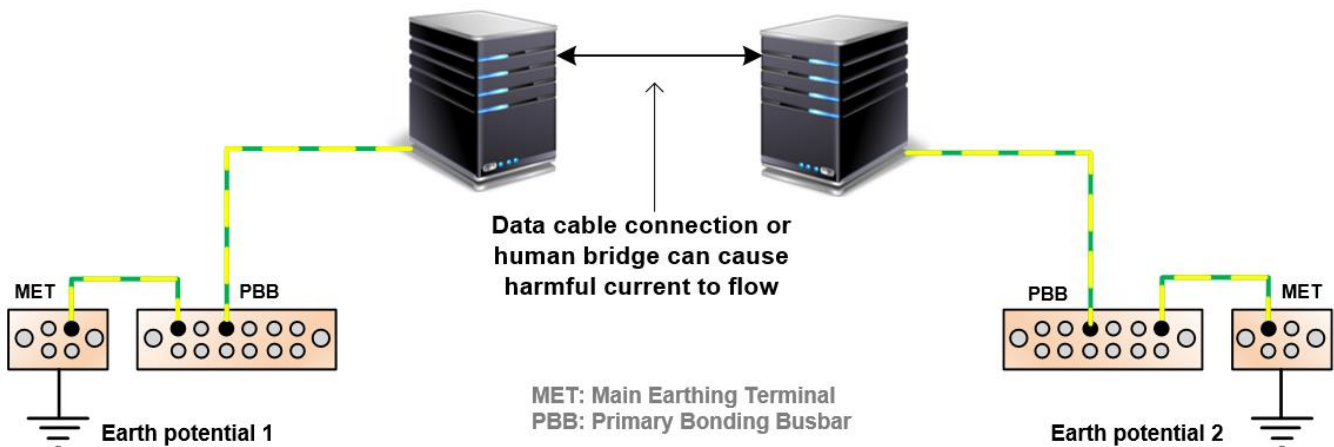 Data cable connection or
human bridge can cause
harmful current to flow
MET
PBB
PBB
MET
MET: Main Earthing Terminal
PBB: Primary Bonding Busbar
Earth potential 1
Earth potential 2